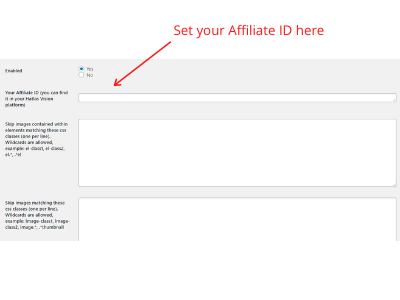 Set your Affiliate ID here
Enabled
Yes
No
Your Affiliate ID (you can find
it in your Hatlas Vision
platform)
Skip images contained within
elements matching these css
classes (one per line).
Wildcards are allowed,
example: el-class1, el-class2,
el-*, *el
Skip images matching these
css classes (one per line).
Wildcards are allowed,
example: image-class1, image-
class2, image-*, *thumbnail